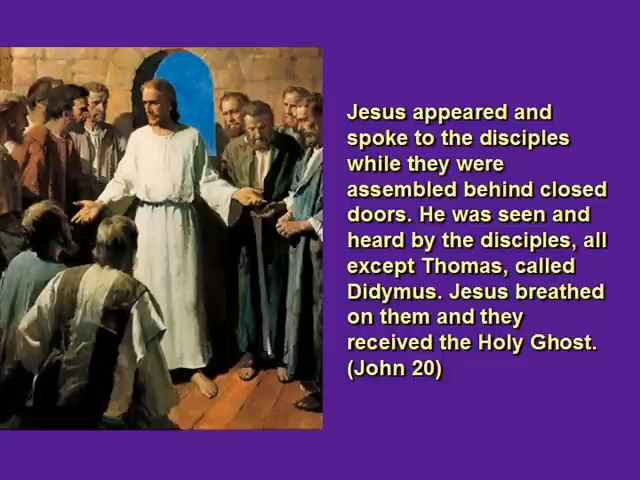 Jesus appeared and
spoke to the disciples
while they were
assembled behind closed
doors. He was seen and
heard by the disciples, all
except Thomas, called
Didymus. Jesus breathed
on them and they
received the Holy Ghost.
(John 20)